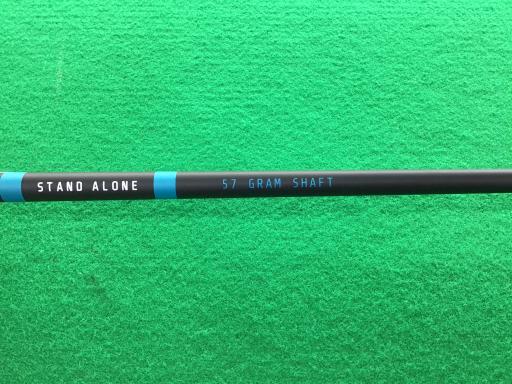 STAND ALONE 57 GRAM SHAFT